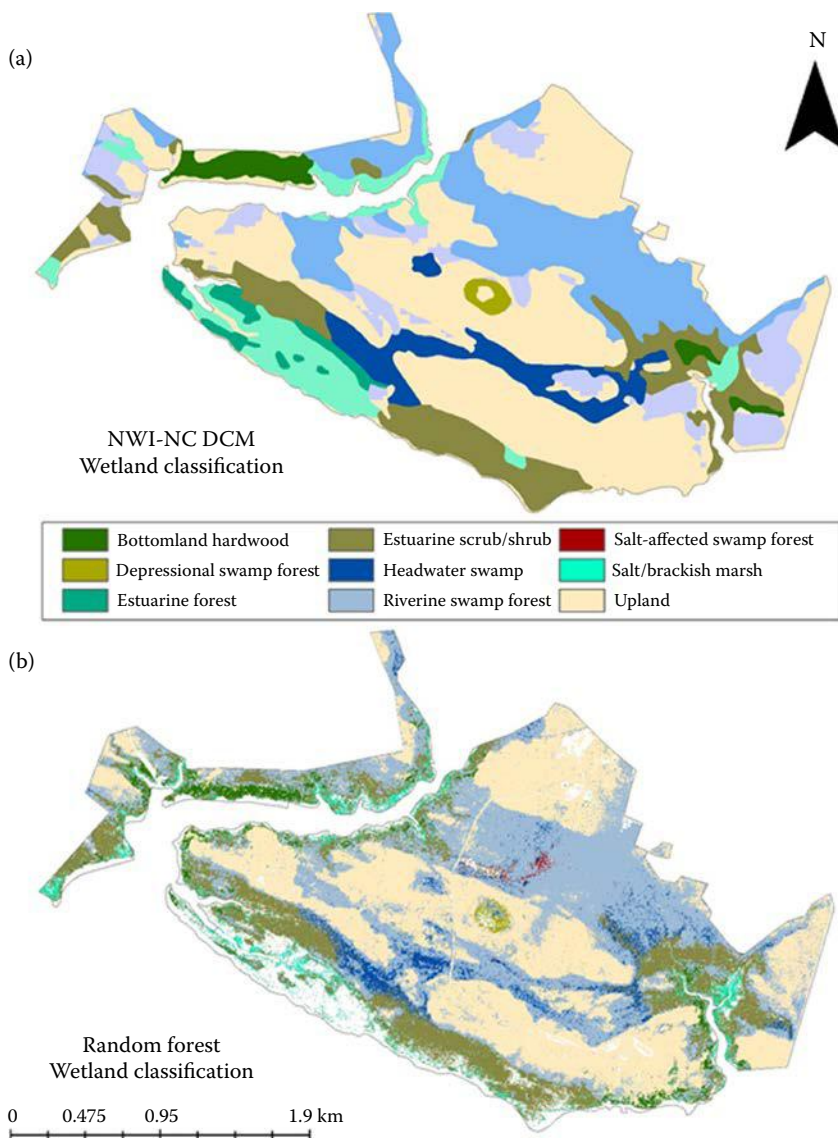 (a)
N
NWI-NC DCM
Wetland classification
Bottomland hardwood
Estuarine scrub/shrub
Salt-affected swamp forest
Depressional swamp forest
Headwater swamp
Salt/brackish marsh
Estuarine forest
Riverine swamp forest
Upland
(b)
Random forest
Wetland classification
0 0.475 0.95 1.9 km